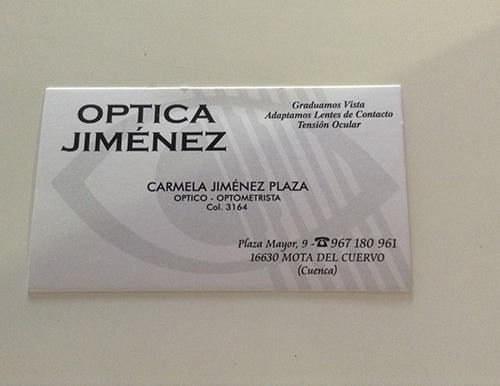 OPTICA
JIMÉNEZ
Graduamos Vista
Adaptamos Lentes de Contacto
Tensión Ocular
CARMELA JIMÉNEZ PLAZA
OPTICO - OPTOMETRISTA
Col. 3164
Plaza Mayor, 9 - ☎ 967 180 961
16630 MOTA DEL CUERVO
(Cuenca)